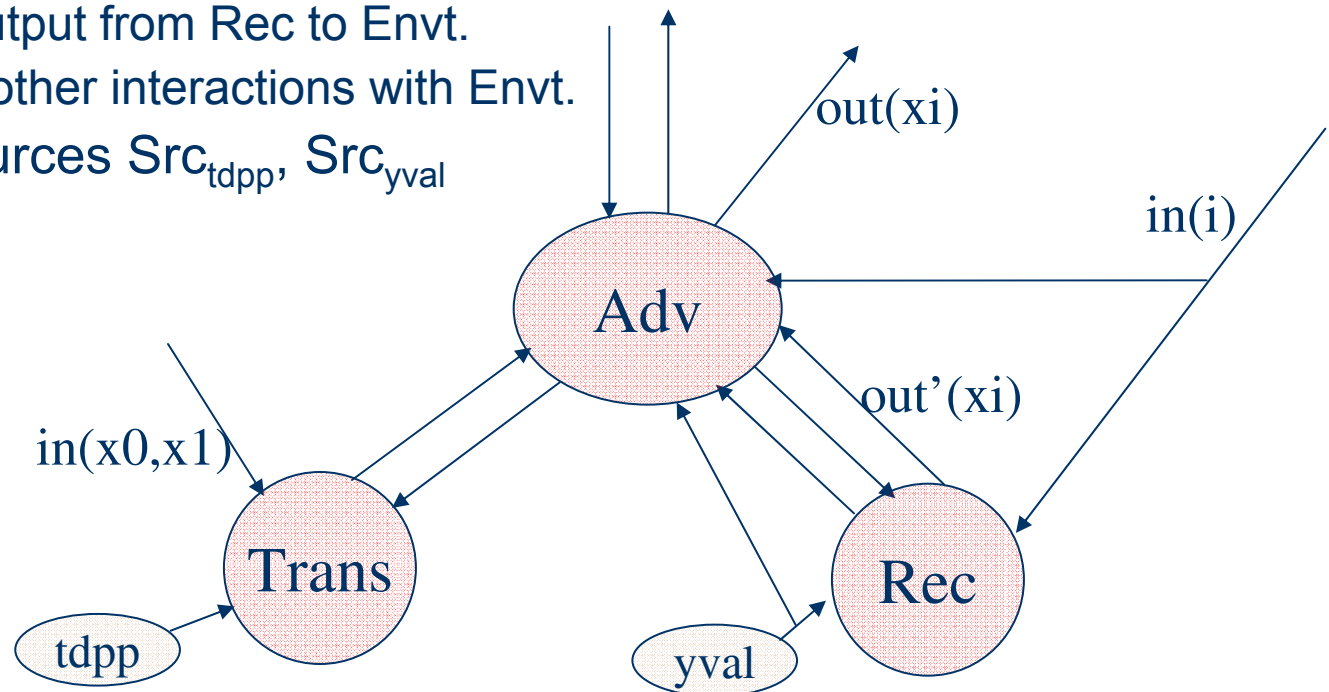 utput from Rec to Envt.
other interactions with Envt.
urces Src_tdpp, Src_yval
out(xi)
in(i)
Adv
out’(xi)
in(x0,x1)
Trans
Rec
tdpp
yval